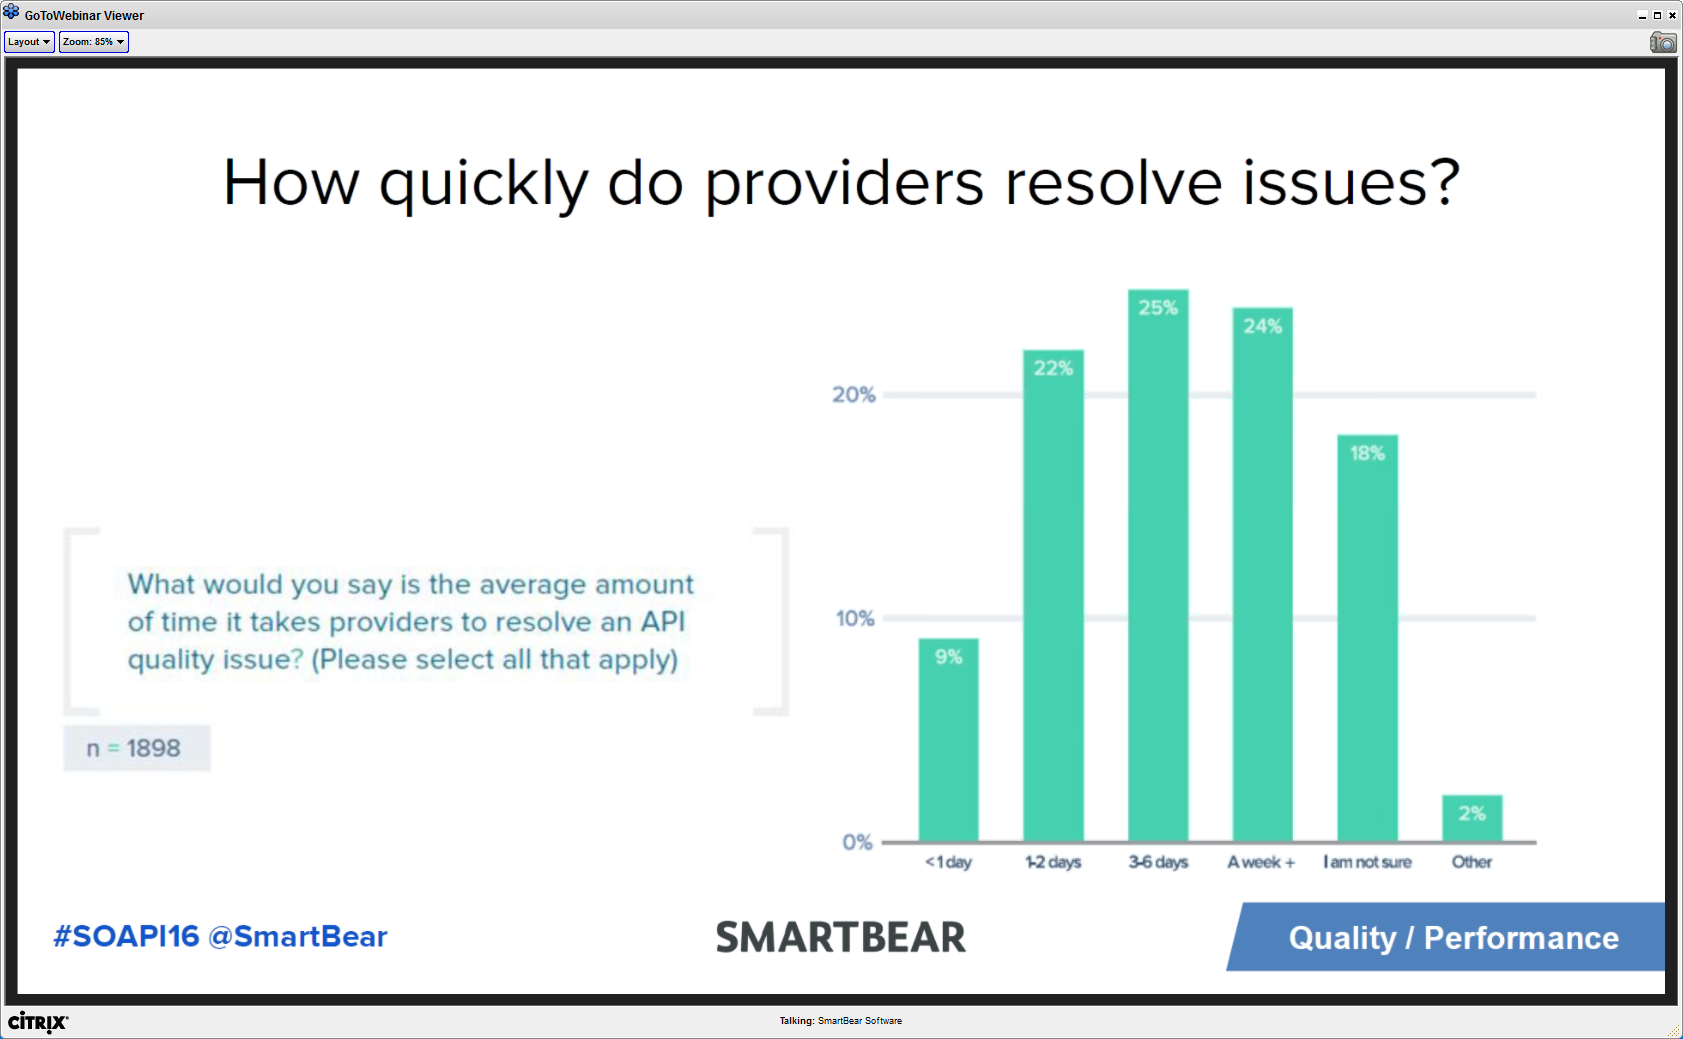 GoToWebinar Viewer
Layout
Zoom: 85%
How quickly do providers resolve issues?
What would you say is the average amount
of time it takes providers to resolve an API
quality issue? (Please select all that apply)
n = 1898
20%
10%
0%
9%
22%
25%
24%
18%
2%
<1 day
1-2 days
3-6 days
A week +
I am not sure
Other
#SOAPI16 @SmartBear
SMARTBEAR
Quality / Performance
CITRIX
Talking: SmartBear Software